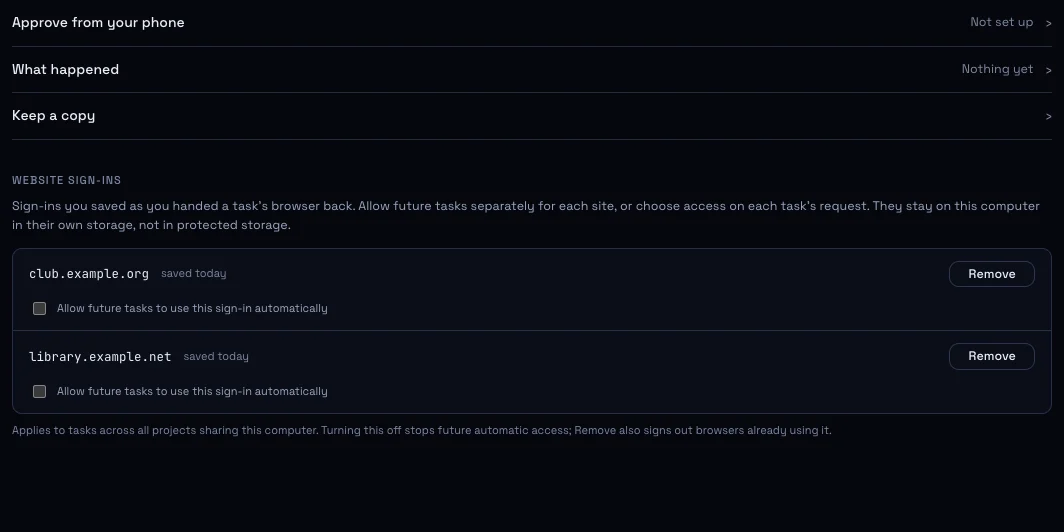 Approve from your phone Not set up >
What happened Nothing yet >
Keep a copy >
WEBSITE SIGN-INS
Sign-ins you saved as you handed a task's browser back. Allow future tasks separately for each site, or choose access on each task's request. They stay on this computer
in their own storage, not in protected storage.
club.example.org saved today Remove
Allow future tasks to use this sign-in automatically
library.example.net saved today Remove
Allow future tasks to use this sign-in automatically
Applies to tasks across all projects sharing this computer. Turning this off stops future automatic access; Remove also signs out browsers already using it.